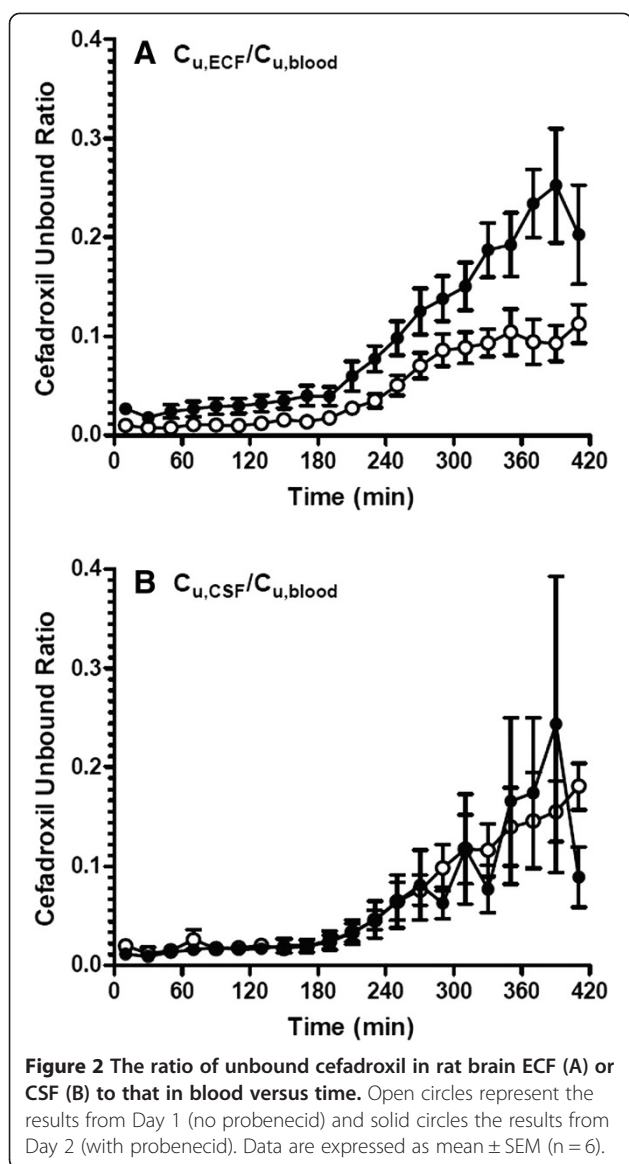 A C_u,ECF/C_u,blood
0.4
0.3
0.2
0.1
0.0
Cefadroxil Unbound Ratio
0 60 120 180 240 300 360 420
Time (min)
B C_u,CSF/C_u,blood
0.4
0.3
0.2
0.1
0.0
Cefadroxil Unbound Ratio
0 60 120 180 240 300 360 420
Time (min)
Figure 2 The ratio of unbound cefadroxil in rat brain ECF (A) or
CSF (B) to that in blood versus time. Open circles represent the
results from Day 1 (no probenecid) and solid circles the results from
Day 2 (with probenecid). Data are expressed as mean ± SEM (n = 6).